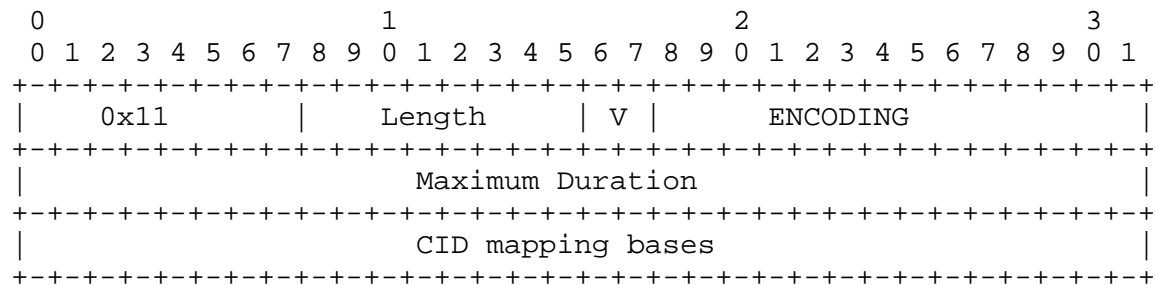 0                   1                   2                   3
 0 1 2 3 4 5 6 7 8 9 0 1 2 3 4 5 6 7 8 9 0 1 2 3 4 5 6 7 8 9 0 1
+-+-+-+-+-+-+-+-+-+-+-+-+-+-+-+-+-+-+-+-+-+-+-+-+-+-+-+-+-+-+-+-+
|    0x11       |    Length     | V |      ENCODING             |
+-+-+-+-+-+-+-+-+-+-+-+-+-+-+-+-+-+-+-+-+-+-+-+-+-+-+-+-+-+-+-+-+
|                      Maximum Duration                         |
+-+-+-+-+-+-+-+-+-+-+-+-+-+-+-+-+-+-+-+-+-+-+-+-+-+-+-+-+-+-+-+-+
|                      CID mapping bases                        |
+-+-+-+-+-+-+-+-+-+-+-+-+-+-+-+-+-+-+-+-+-+-+-+-+-+-+-+-+-+-+-+-+